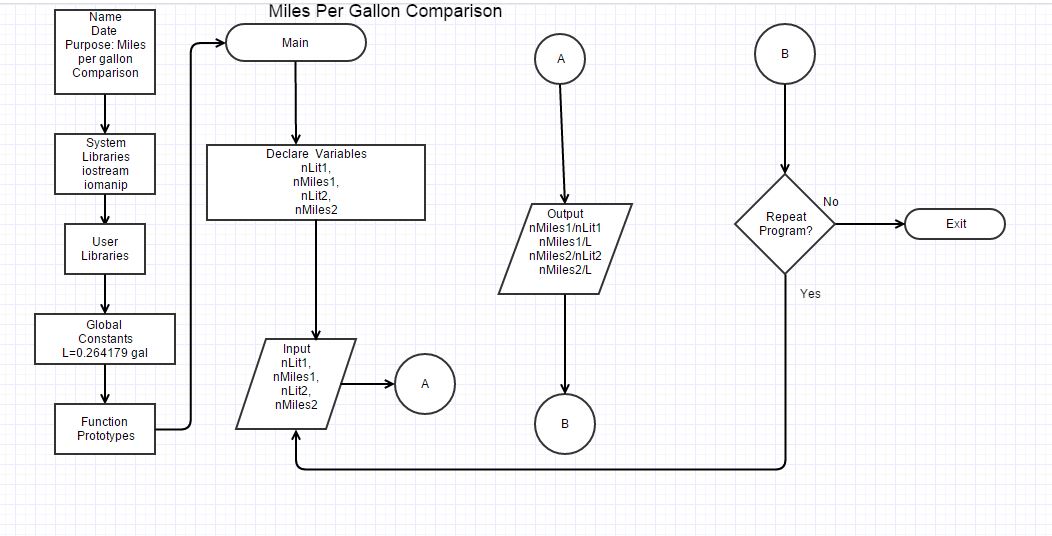 Miles Per Gallon Comparison
Name
Date
Purpose: Miles
per gallon
Comparison
System
Libraries
iostream
iomanip
User
Libraries
Global
Constants
L=0.264179 gal
Function
Prototypes
Main
Declare Variables
nLit1,
nMiles1,
nLit2,
nMiles2
Input
nLit1,
nMiles1,
nLit2,
nMiles2
A
A
Output
nMiles1/nLit1
nMiles1/L
nMiles2/nLit2
nMiles2/L
B
B
Repeat
Program?
No
Exit
Yes